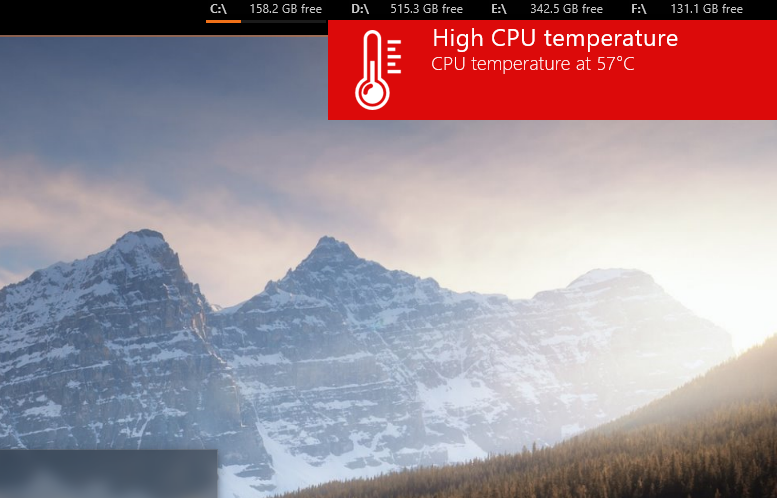 C:\ 158.2 GB free D:\ 515.3 GB free E:\ 342.5 GB free F:\ 131.1 GB free
High CPU temperature
CPU temperature at 57°C